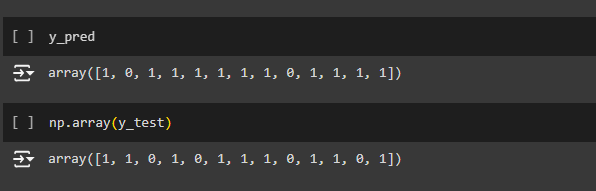 [ ] y_pred
array([1, 0, 1, 1, 1, 1, 1, 1, 0, 1, 1, 1, 1])
[ ] np.array(y_test)
array([1, 1, 0, 1, 0, 1, 1, 1, 0, 1, 1, 0, 1])